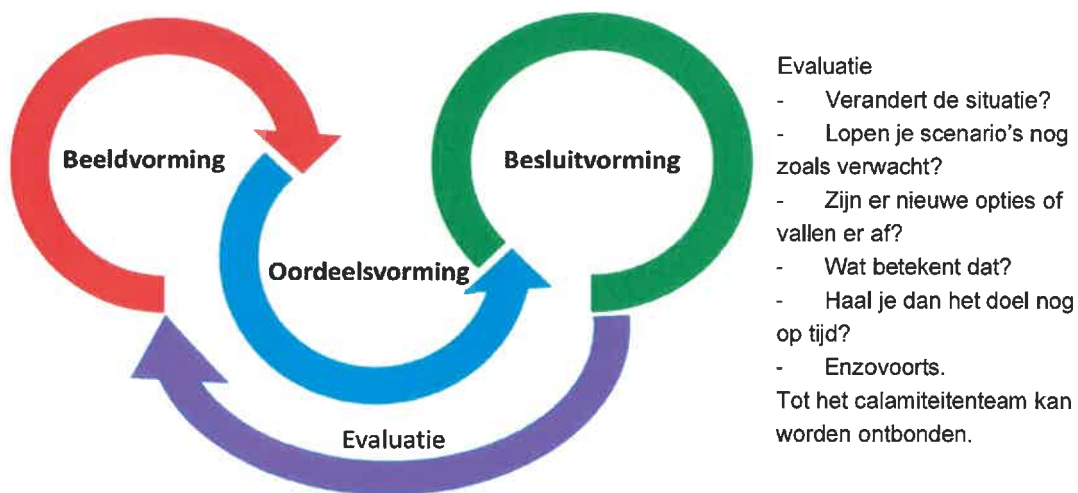 Beeldvorming
Oordeelsvorming
Besluitvorming
Evaluatie
Evaluatie
- Verandert de situatie?
- Lopen je scenario's nog
zoals verwacht?
- Zijn er nieuwe opties of
vallen er af?
- Wat betekent dat?
- Haal je dan het doel nog
op tijd?
- Enzovoorts.
Tot het calamiteitenteam kan
worden ontbonden.